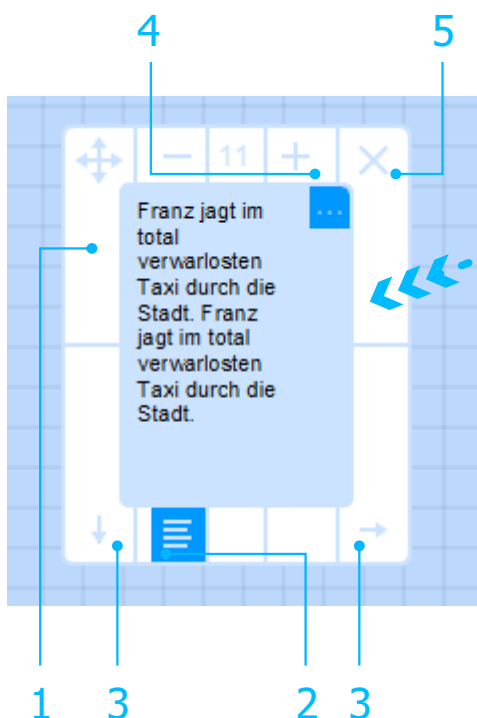 4 5
11
...
Franz jagt im
total
verwarlosten
Taxi durch die
Stadt. Franz
jagt im total
verwarlosten
Taxi durch die
Stadt.
1 3 2 3